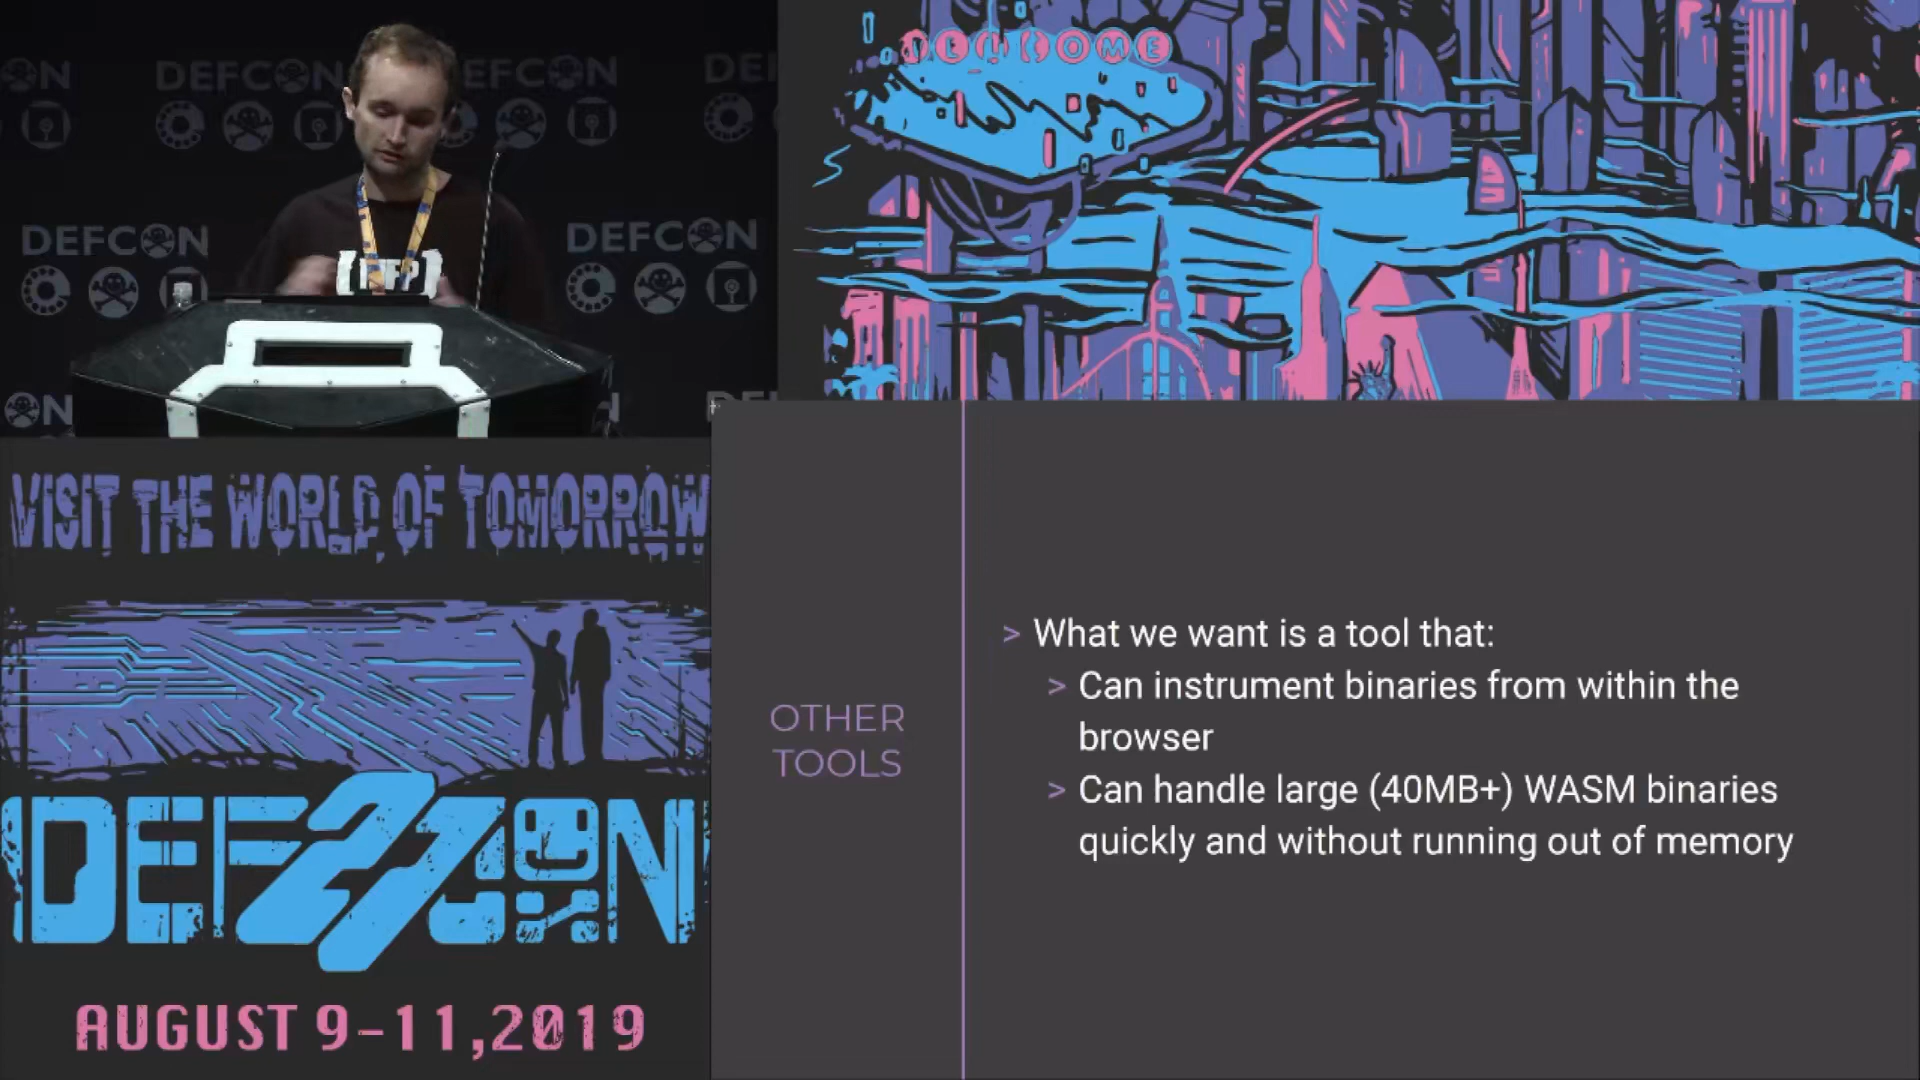 DEFCON
DEFCON
DEFCON
DEFCON
WELCOME
VISIT THE WORLD OF TOMORROW
DEF27CON
AUGUST 9-11,2019
OTHER
TOOLS
> What we want is a tool that:
> Can instrument binaries from within the
browser
> Can handle large (40MB+) WASM binaries
quickly and without running out of memory